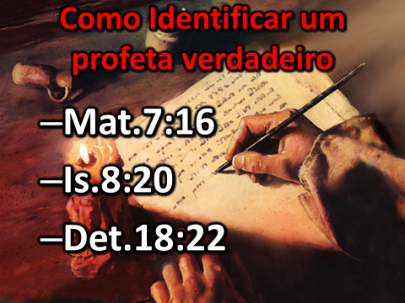 Como Identificar um
profeta verdadeiro
–Mat.7:16
–Is.8:20
–Det.18:22